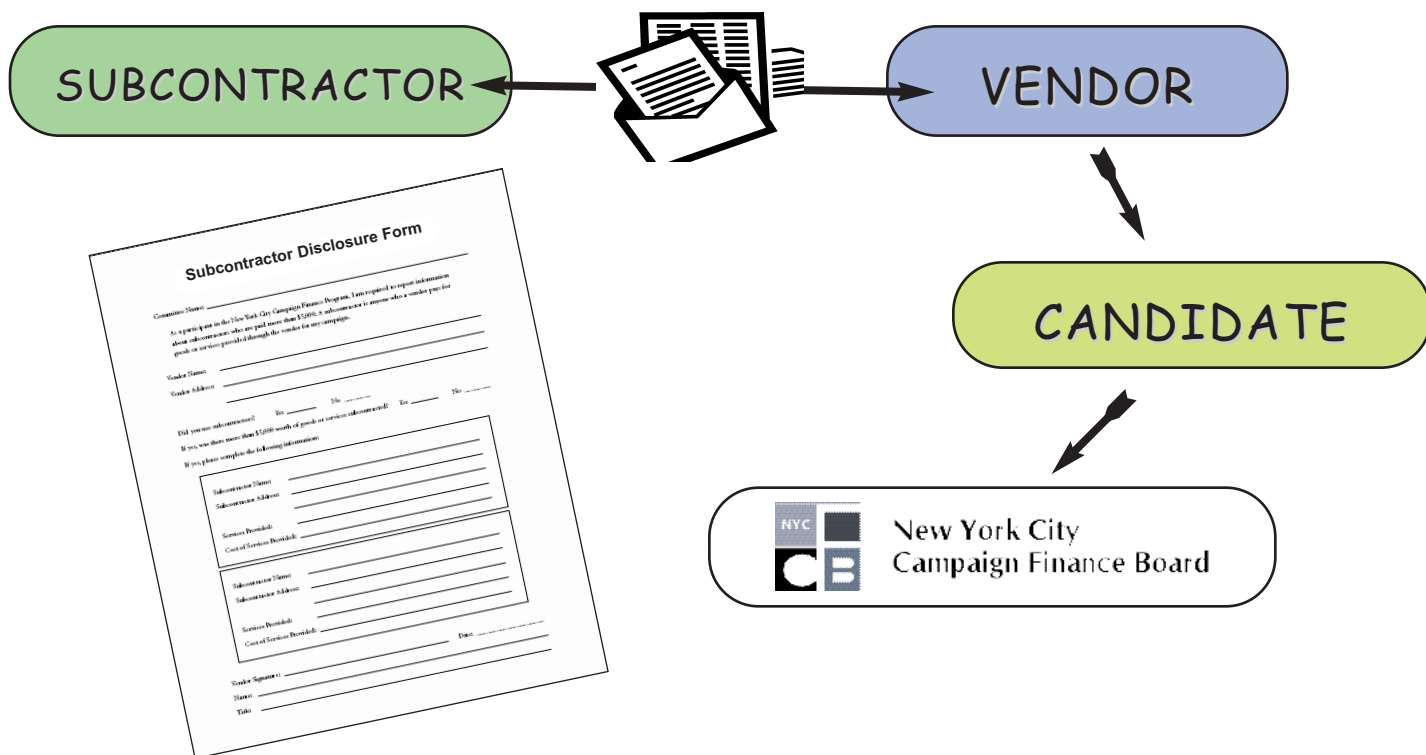 SUBCONTRACTOR
VENDOR
CANDIDATE
NYC
CB
New York City
Campaign Finance Board
Subcontractor Disclosure Form
Committee Name:
As a participant in the New York City Campaign Finance Program, I am required to report information
about subcontractors who are paid more than $5,000. A subcontractor is anyone who a vendor pays for
goods or services provided through the vendor for my campaign.
Vendor Name:
Vendor Address:
Did you use subcontractors? Yes No
If yes, was there more than $5,000 worth of goods or services subcontracted? Yes No
If yes, please complete the following information:
Subcontractor Name:
Subcontractor Address:
Services Provided:
Cost of Services Provided:
Subcontractor Name:
Subcontractor Address:
Services Provided:
Cost of Services Provided:
Vendor Signature: Date:
Name:
Title: